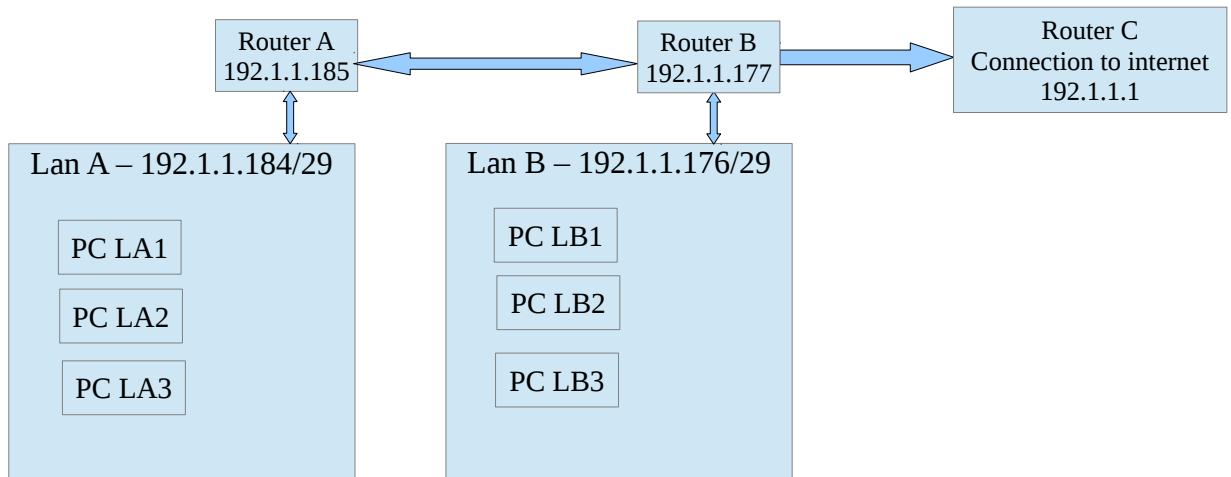 Router A
192.1.1.185
Router B
192.1.1.177
Router C
Connection to internet
192.1.1.1
Lan A – 192.1.1.184/29
PC LA1
PC LA2
PC LA3
Lan B – 192.1.1.176/29
PC LB1
PC LB2
PC LB3